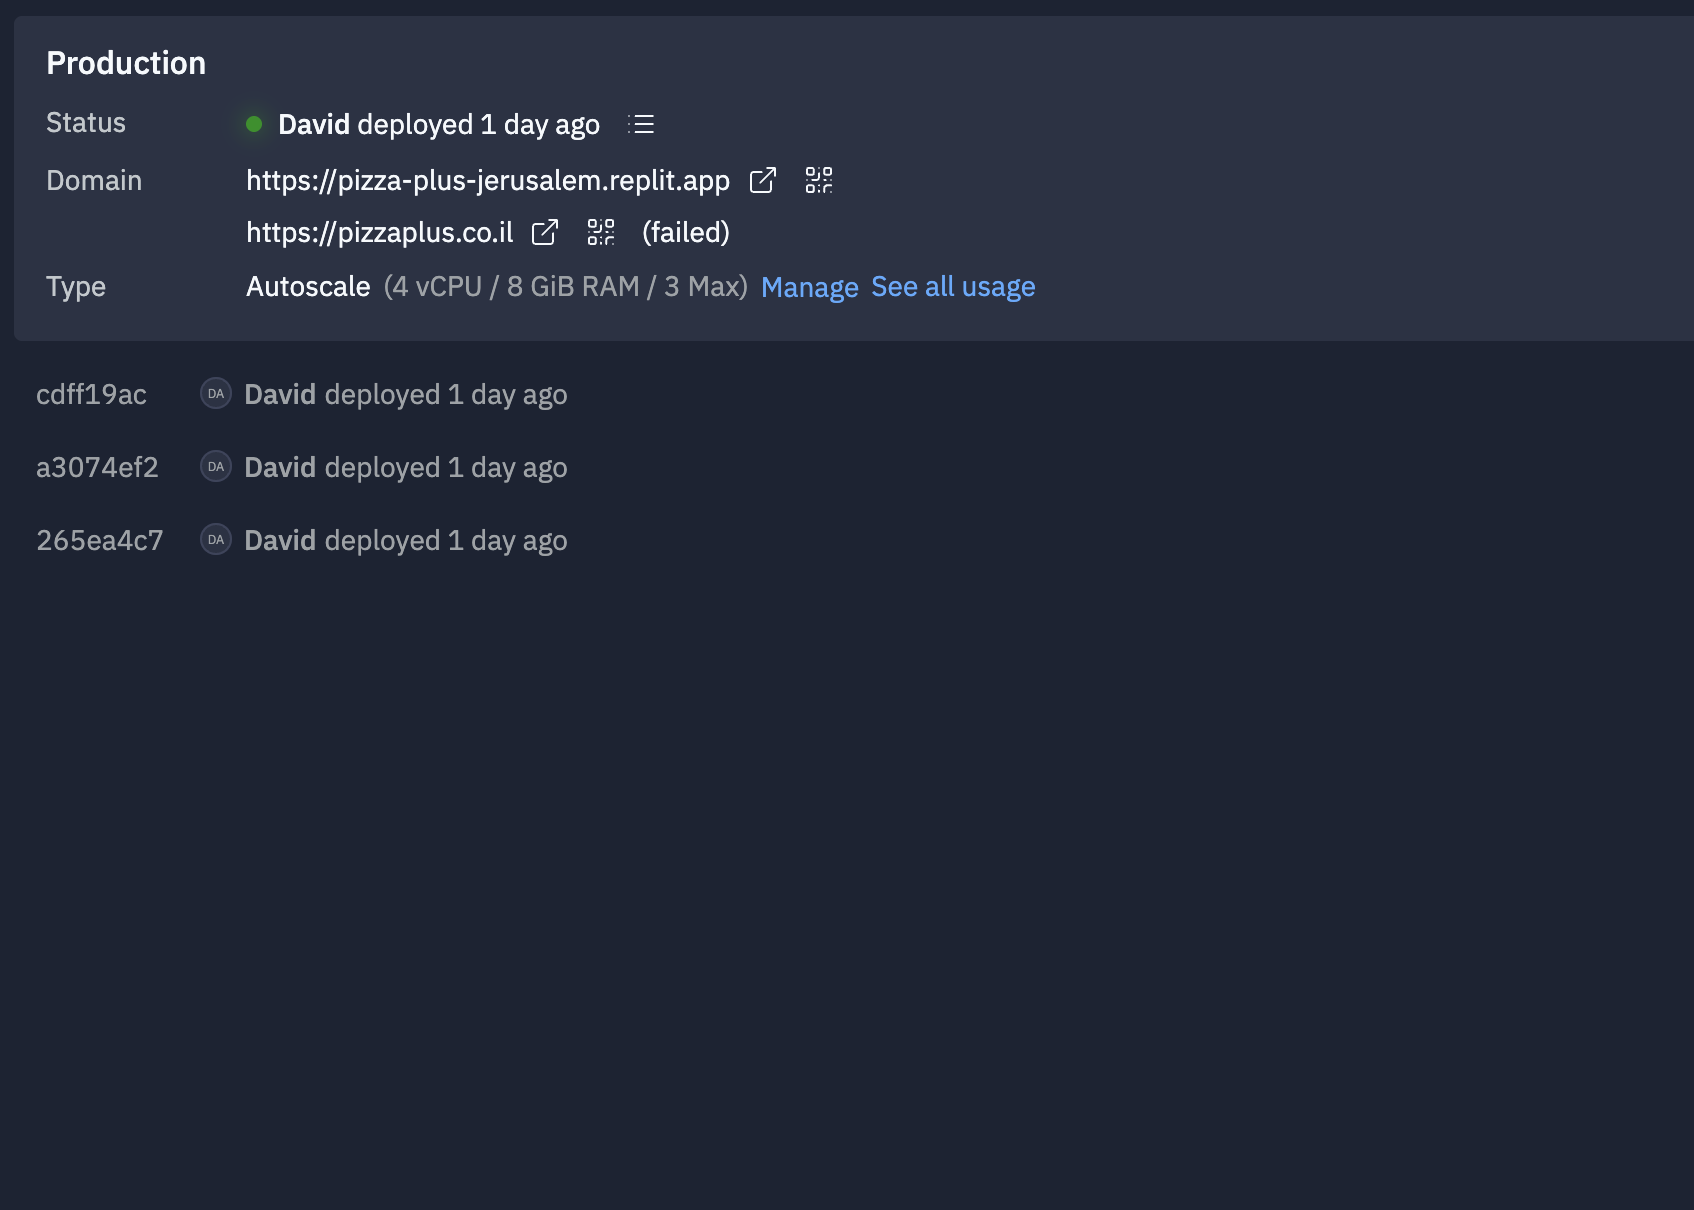 Production
Status David deployed 1 day ago
Domain https://pizza-plus-jerusalem.replit.app
https://pizzaplus.co.il (failed)
Type Autoscale (4 vCPU / 8 GiB RAM / 3 Max) Manage See all usage
cdff19ac DA David deployed 1 day ago
a3074ef2 DA David deployed 1 day ago
265ea4c7 DA David deployed 1 day ago